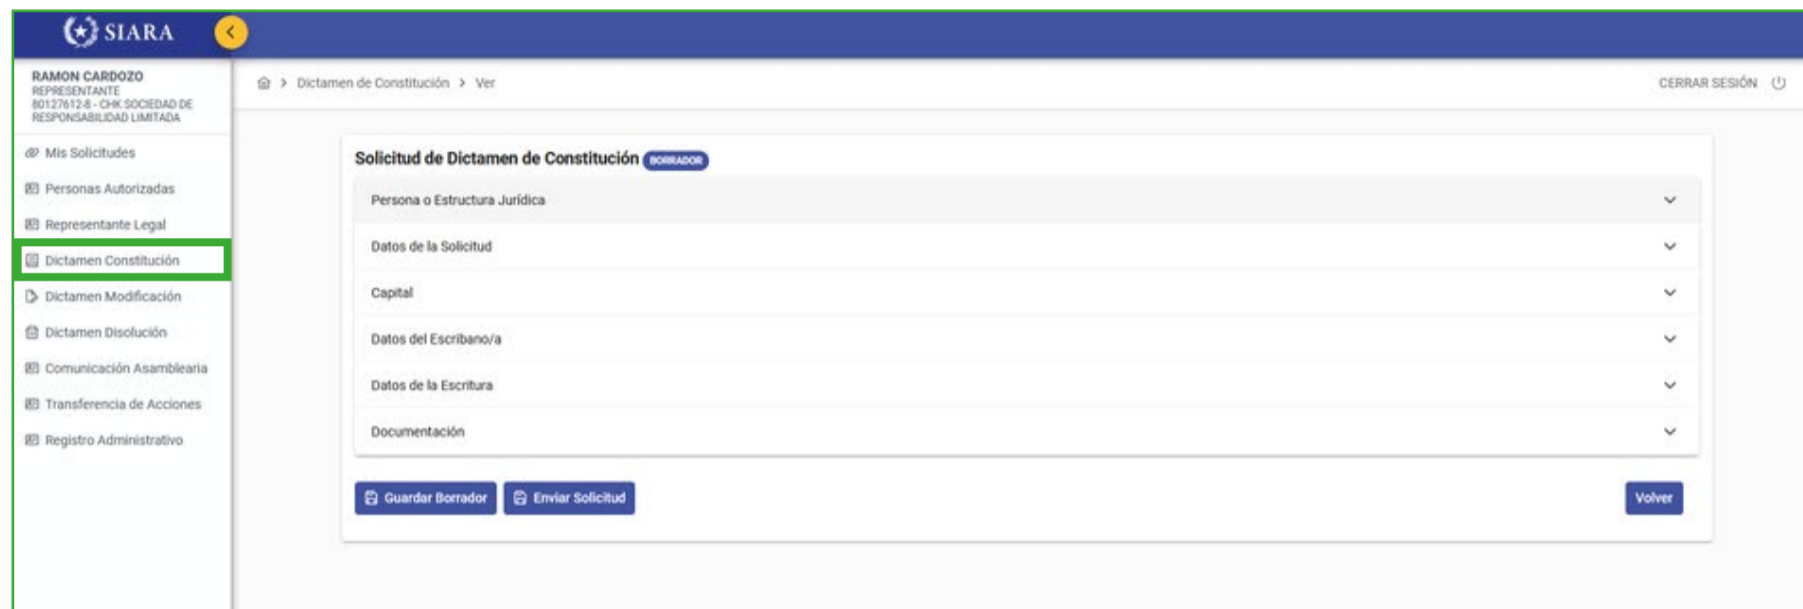 SIARA
RAMON CARDOZO
REPRESENTANTE
80127612-8 - CHK SOCIEDAD DE
RESPONSABILIDAD LIMITADA
Mis Solicitudes
Personas Autorizadas
Representante Legal
Dictamen Constitución
Dictamen Modificación
Dictamen Disolución
Comunicación Asamblearia
Transferencia de Acciones
Registro Administrativo
> Dictamen de Constitución > Ver
CERRAR SESIÓN
Solicitud de Dictamen de Constitución BORRADOR
Persona o Estructura Jurídica
Datos de la Solicitud
Capital
Datos del Escribano/a
Datos de la Escritura
Documentación
Guardar Borrador Enviar Solicitud Volver